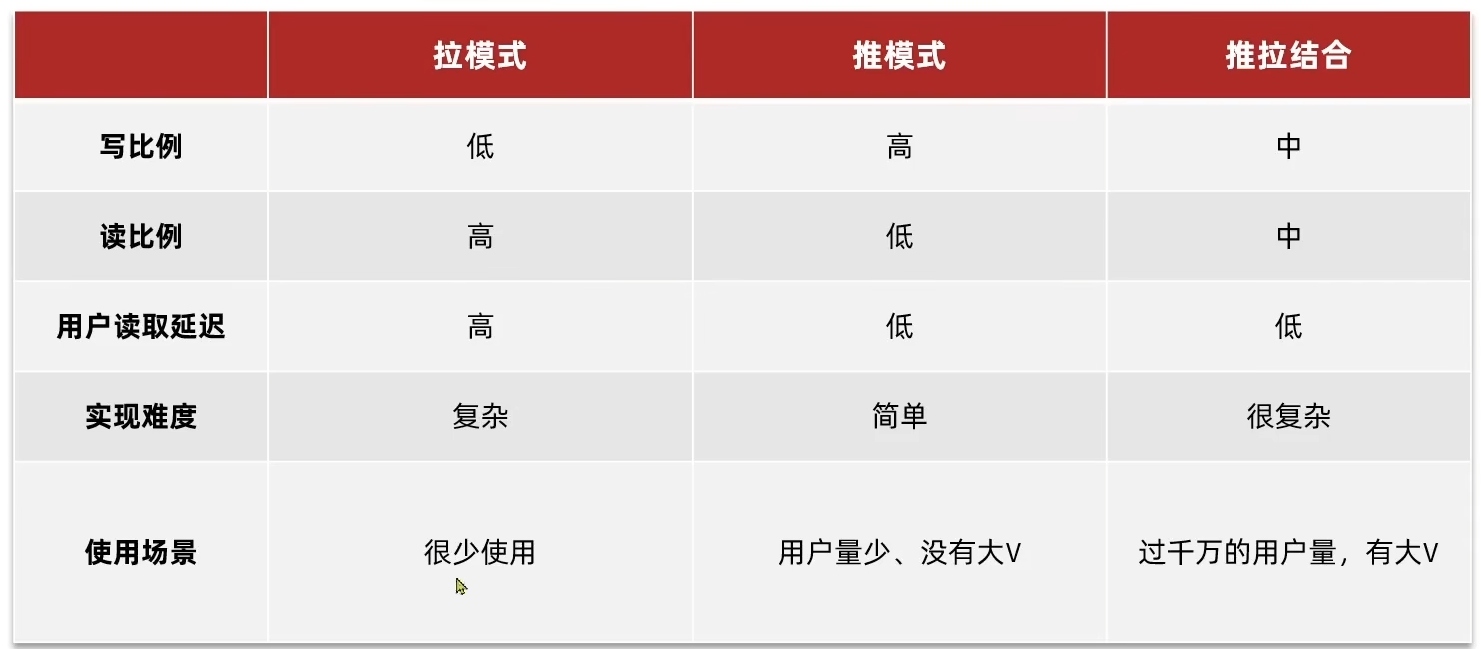 拉模式 推模式 推拉结合
写比例 低 高 中
读比例 高 低 中
用户读取延迟 高 低 低
实现难度 复杂 简单 很复杂
使用场景 很少使用 用户量少、没有大V 过千万的用户量，有大V